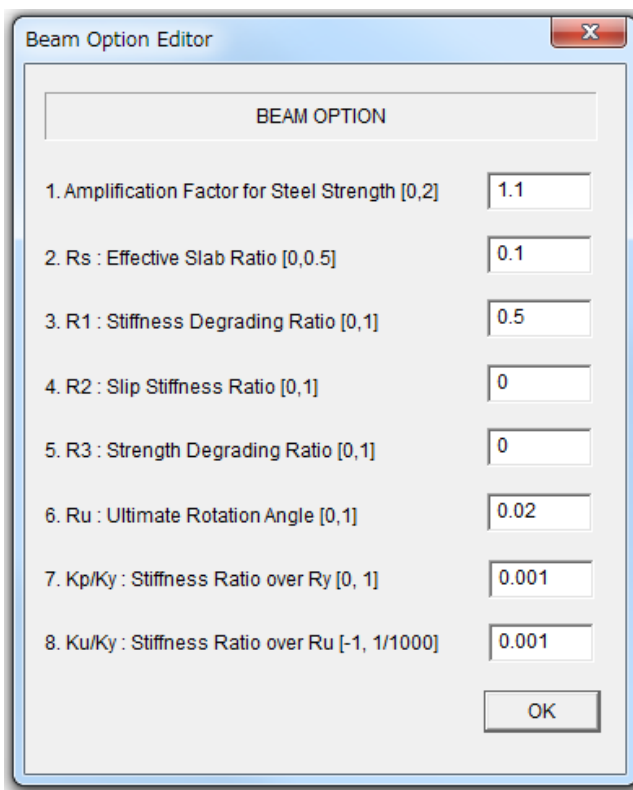 Beam Option Editor
BEAM OPTION
1. Amplification Factor for Steel Strength [0,2] 1.1
2. Rs : Effective Slab Ratio [0,0.5] 0.1
3. R1 : Stiffness Degrading Ratio [0,1] 0.5
4. R2 : Slip Stiffness Ratio [0,1] 0
5. R3 : Strength Degrading Ratio [0,1] 0
6. Ru : Ultimate Rotation Angle [0,1] 0.02
7. Kp/Ky : Stiffness Ratio over Ry [0, 1] 0.001
8. Ku/Ky : Stiffness Ratio over Ru [-1, 1/1000] 0.001
OK